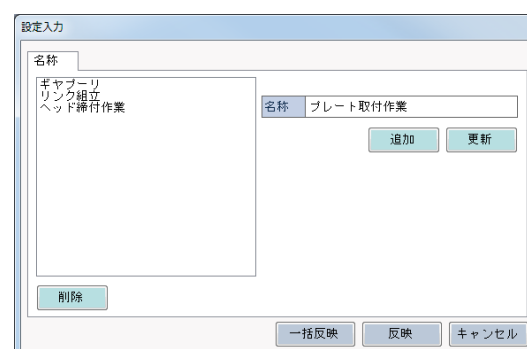 設定入力
名称
ギヤプーリ
リンク組立
ヘッド締付作業
名称 プレート取付作業
追加 更新
削除
一括反映 反映 キャンセル